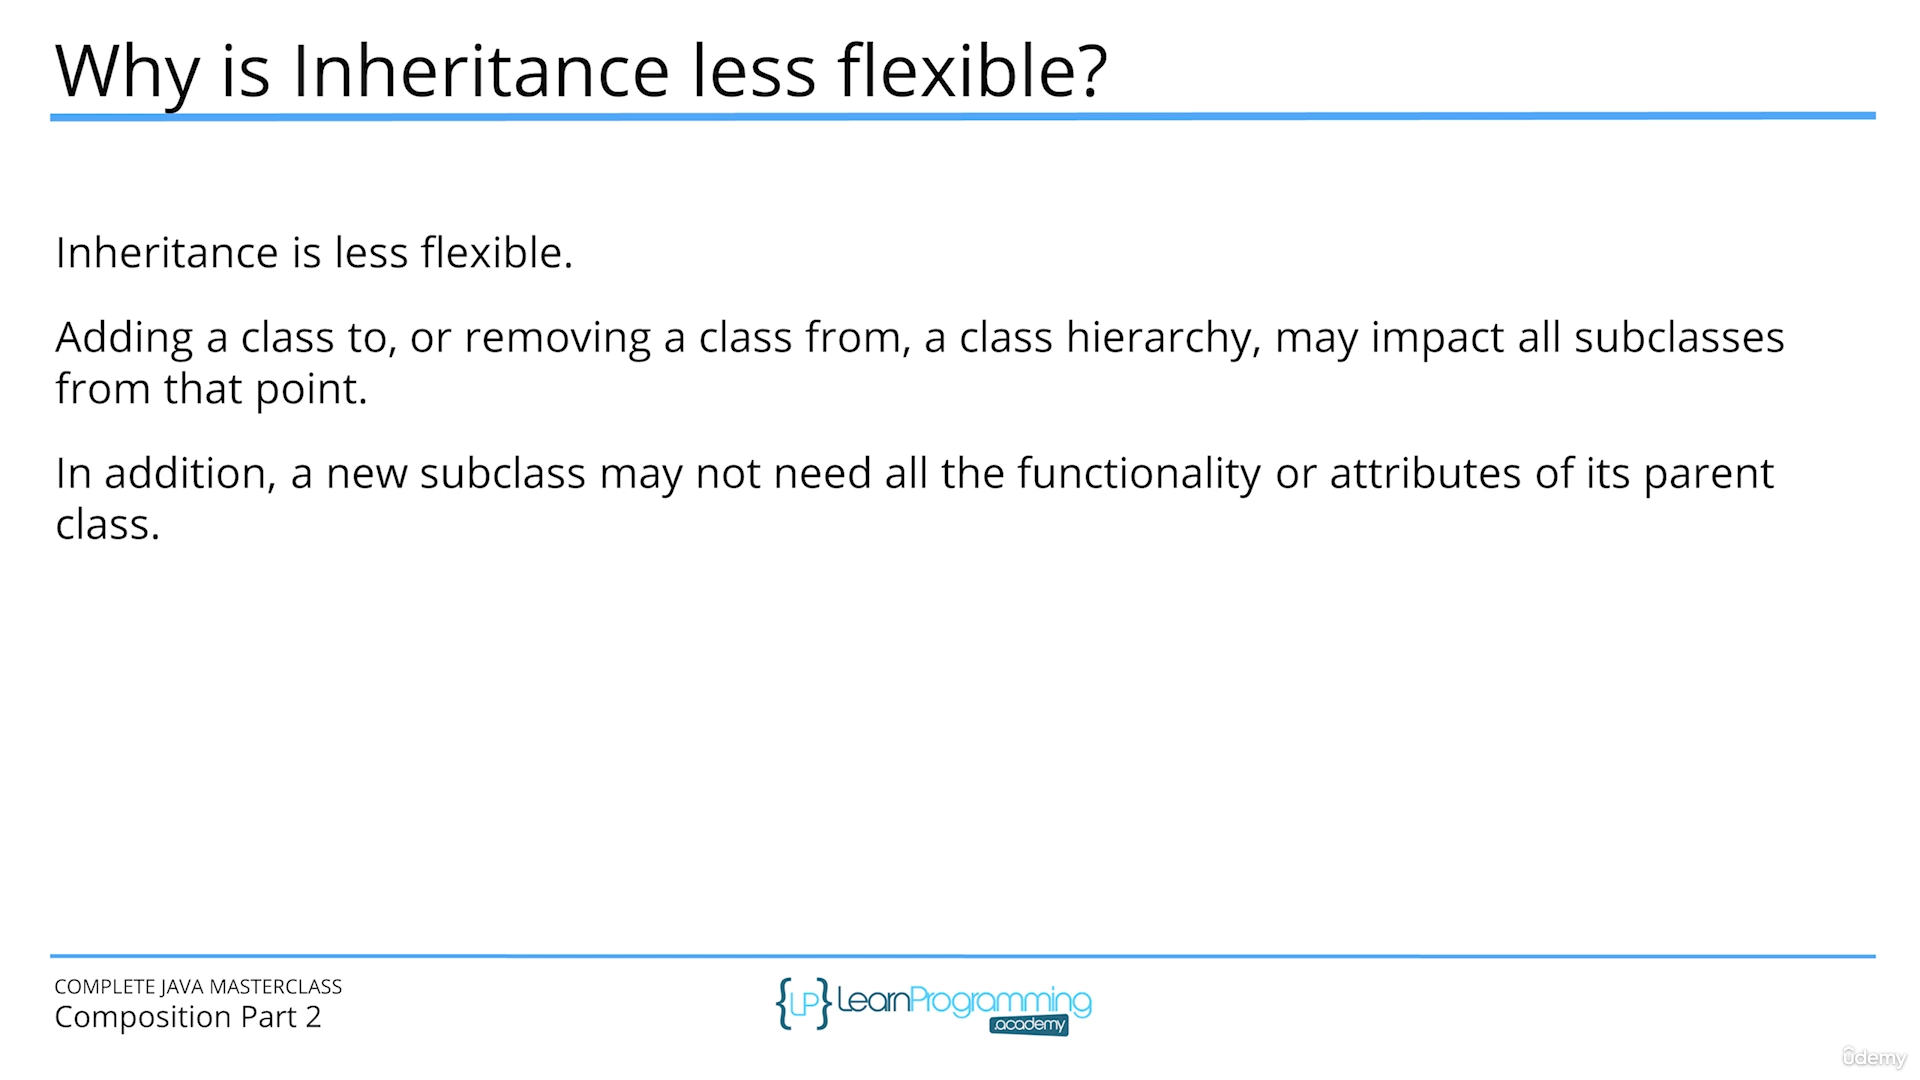 Why is Inheritance less flexible?
Inheritance is less flexible.
Adding a class to, or removing a class from, a class hierarchy, may impact all subclasses
from that point.
In addition, a new subclass may not need all the functionality or attributes of its parent
class.
COMPLETE JAVA MASTERCLASS
Composition Part 2
{LP} LearnProgramming
.academy
ûdemy